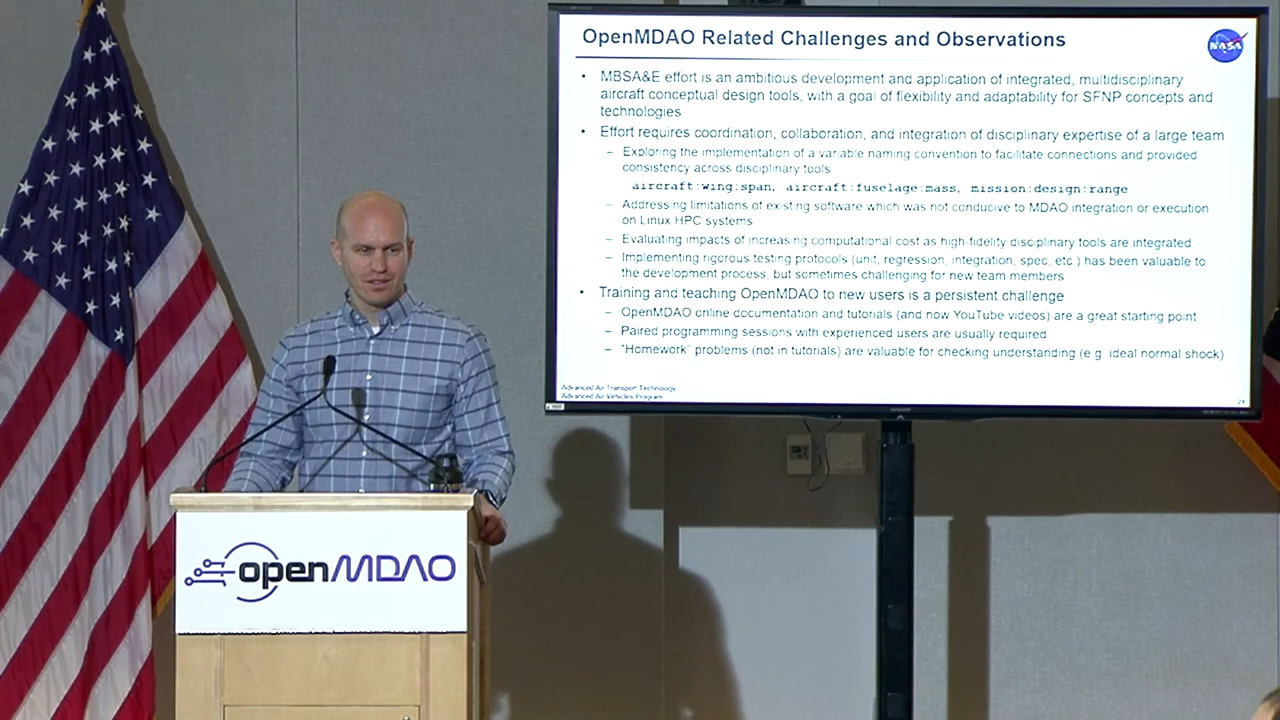 OpenMDAO Related Challenges and Observations
NASA
• MBSA&E effort is an ambitious development and application of integrated, multidisciplinary
aircraft conceptual design tools, with a goal of flexibility and adaptability for SFNP concepts and
technologies
• Effort requires coordination, collaboration, and integration of disciplinary expertise of a large team
– Exploring the implementation of a variable naming convention to facilitate connections and provided
consistency across disciplinary tools
aircraft:wing:span, aircraft:fuselage:mass, mission:design:range
– Addressing limitations of existing software which was not conducive to MDAO integration or execution
on Linux HPC systems
– Evaluating impacts of increasing computational cost as high-fidelity disciplinary tools are integrated
– Implementing rigorous testing protocols (unit, regression, integration, spec, etc.) has been valuable to
the development process, but sometimes challenging for new team members
• Training and teaching OpenMDAO to new users is a persistent challenge
– OpenMDAO online documentation and tutorials (and now YouTube videos) are a great starting point
– Paired programming sessions with experienced users are usually required
– "Homework" problems (not in tutorials) are valuable for checking understanding (e.g. ideal normal shock)
Advanced Air Transport Technology
Advanced Air Vehicles Program
24
SHARP
openMDAO